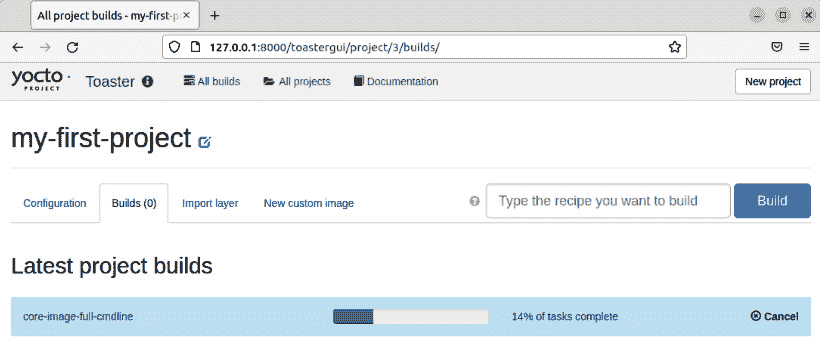 All project builds - my-first-p
127.0.0.1:8000/toastergui/project/3/builds/
yocto PROJECT Toaster All builds All projects Documentation New project
my-first-project
Configuration Builds (0) Import layer New custom image Type the recipe you want to build Build
Latest project builds
core-image-full-cmdline 14% of tasks complete Cancel